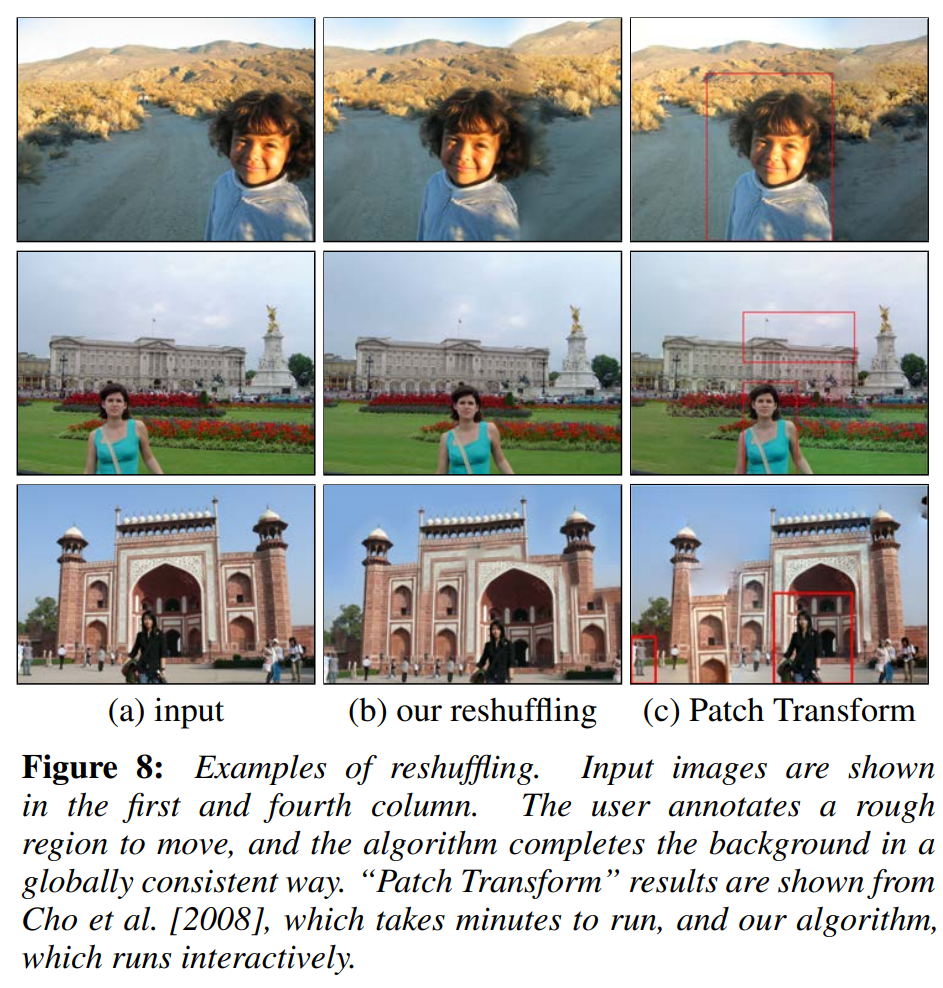 (a) input (b) our reshuffling (c) Patch Transform
Figure 8: Examples of reshuffling. Input images are shown
in the first and fourth column. The user annotates a rough
region to move, and the algorithm completes the background in a
globally consistent way. “Patch Transform” results are shown from
Cho et al. [2008], which takes minutes to run, and our algorithm,
which runs interactively.